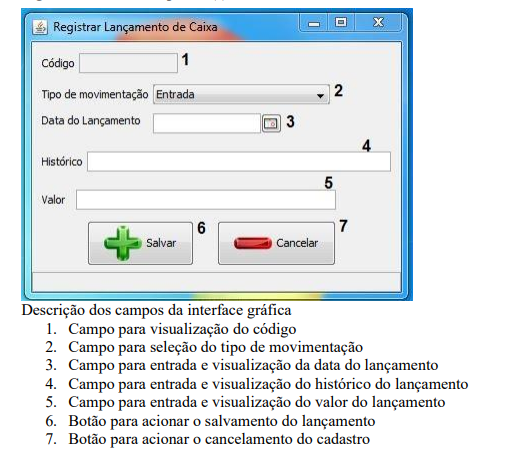 Registrar Lançamento de Caixa
Código 1
Tipo de movimentação Entrada 2
Data do Lançamento 3
4
Histórico
5
Valor
6 7
Salvar Cancelar
Descrição dos campos da interface gráfica
1. Campo para visualização do código
2. Campo para seleção do tipo de movimentação
3. Campo para entrada e visualização da data do lançamento
4. Campo para entrada e visualização do histórico do lançamento
5. Campo para entrada e visualização do valor do lançamento
6. Botão para acionar o salvamento do lançamento
7. Botão para acionar o cancelamento do cadastro